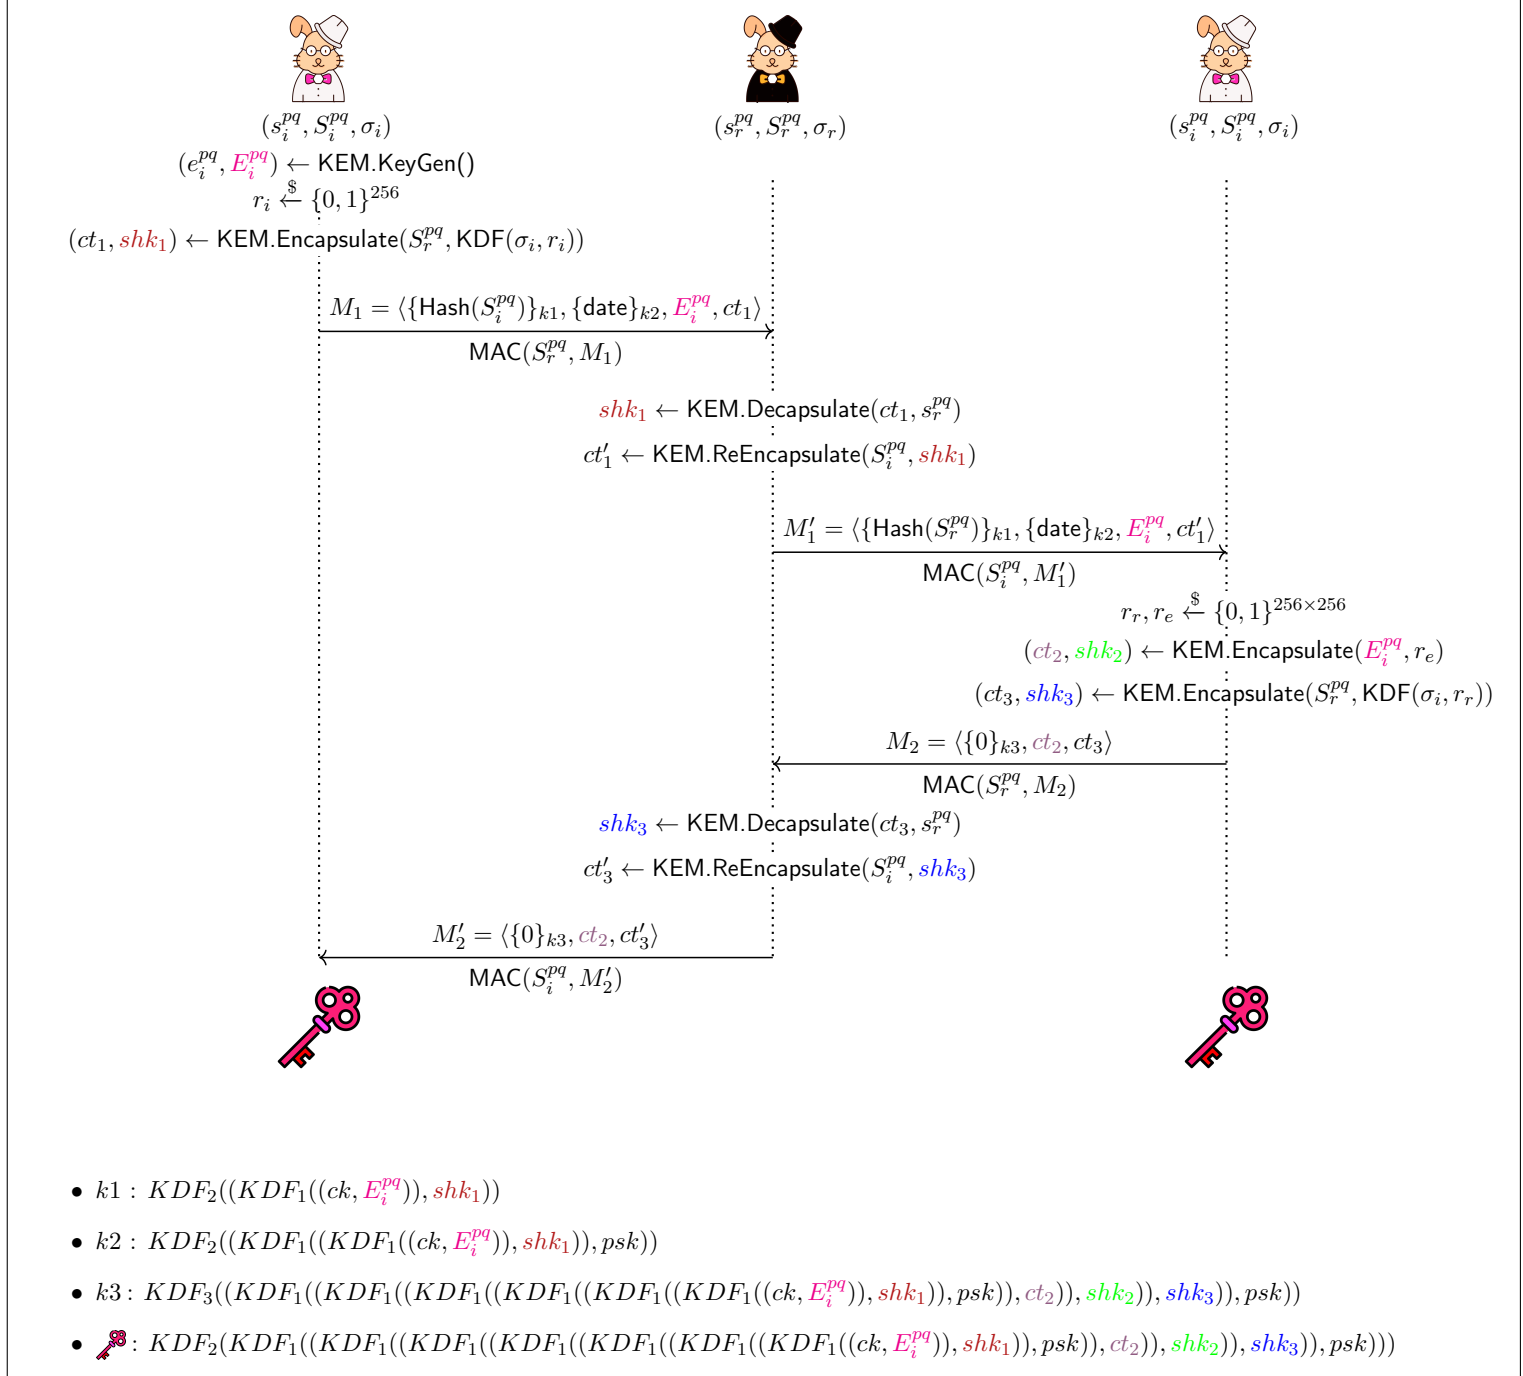 (s_i^{pq}, S_i^{pq}, σ_i) (s_r^{pq}, S_r^{pq}, σ_r) (s_i^{pq}, S_i^{pq}, σ_i)
(e_i^{pq}, E_i^{pq}) ← KEM.KeyGen()
r_i ←^$ {0, 1}^{256}
(ct_1, shk_1) ← KEM.Encapsulate(S_r^{pq}, KDF(σ_i, r_i))
M_1 = ⟨{Hash(S_i^{pq})}_{k1}, {date}_{k2}, E_i^{pq}, ct_1⟩
MAC(S_r^{pq}, M_1)
shk_1 ← KEM.Decapsulate(ct_1, s_r^{pq})
ct′_1 ← KEM.ReEncapsulate(S_i^{pq}, shk_1)
M′_1 = ⟨{Hash(S_r^{pq})}_{k1}, {date}_{k2}, E_i^{pq}, ct′_1⟩
MAC(S_i^{pq}, M′_1)
r_r, r_e ←^$ {0, 1}^{256×256}
(ct_2, shk_2) ← KEM.Encapsulate(E_i^{pq}, r_e)
(ct_3, shk_3) ← KEM.Encapsulate(S_r^{pq}, KDF(σ_i, r_r))
M_2 = ⟨{0}_{k3}, ct_2, ct_3⟩
MAC(S_r^{pq}, M_2)
shk_3 ← KEM.Decapsulate(ct_3, s_r^{pq})
ct′_3 ← KEM.ReEncapsulate(S_i^{pq}, shk_3)
M′_2 = ⟨{0}_{k3}, ct_2, ct′_3⟩
MAC(S_i^{pq}, M′_2)
• k1 : KDF_2((KDF_1((ck, E_i^{pq})), shk_1))
• k2 : KDF_2((KDF_1((KDF_1((ck, E_i^{pq})), shk_1)), psk))
• k3 : KDF_3((KDF_1((KDF_1((KDF_1((KDF_1((KDF_1((KDF_1((ck, E_i^{pq})), shk_1)), psk)), ct_2)), shk_2)), shk_3)), psk))
• : KDF_2(KDF_1((KDF_1((KDF_1((KDF_1((KDF_1((KDF_1((KDF_1((ck, E_i^{pq})), shk_1)), psk)), ct_2)), shk_2)), shk_3)), psk)))